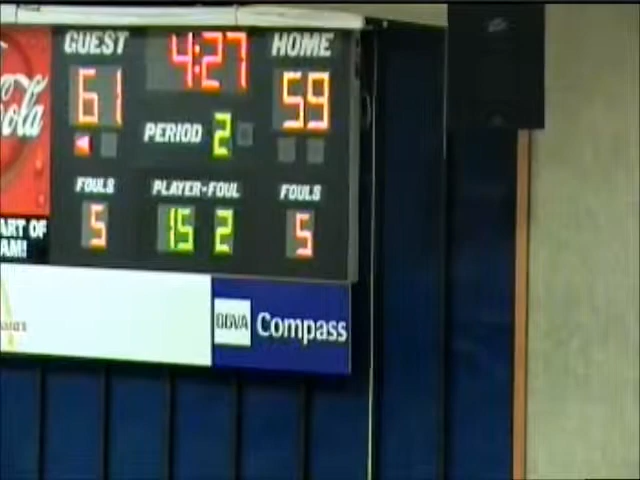 GUEST 4:27 HOME
61 59
PERIOD 2
FOULS PLAYER-FOUL FOULS
5 15 2 5
Cola
ART OF
AM!
BBVA Compass